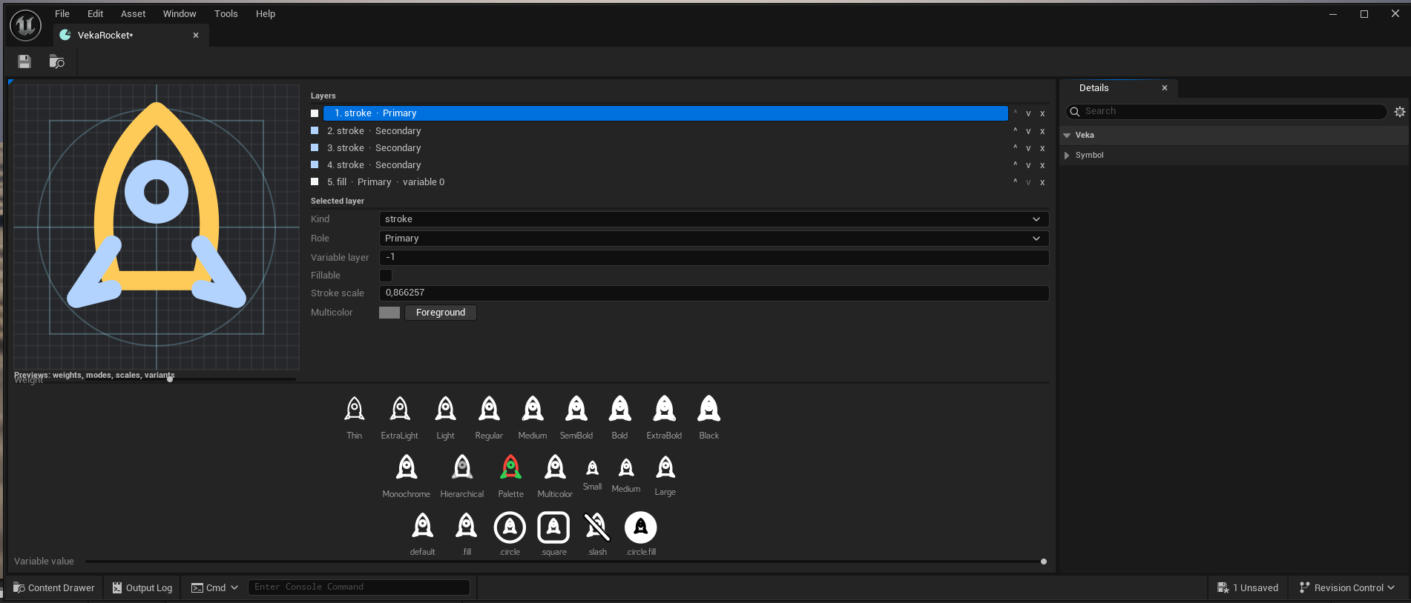 File Edit Asset Window Tools Help
VekaRocket•
Layers
1. stroke · Primary
^ v x
2. stroke · Secondary
^ v x
3. stroke · Secondary
^ v x
4. stroke · Secondary
^ v x
5. fill · Primary · variable 0
^ v x
Selected layer
Kind stroke
Role Primary
Variable layer -1
Fillable
Stroke scale 0,866257
Multicolor Foreground
Previews: weights, modes, scales, variants
Weight
Thin ExtraLight Light Regular Medium SemiBold Bold ExtraBold Black
Monochrome Hierarchical Palette Multicolor Small Medium Large
default .fill .circle .square .slash .circle.fill
Variable value
Details
Search
Veka
Symbol
Content Drawer Output Log Cmd Enter Console Command 1 Unsaved Revision Control